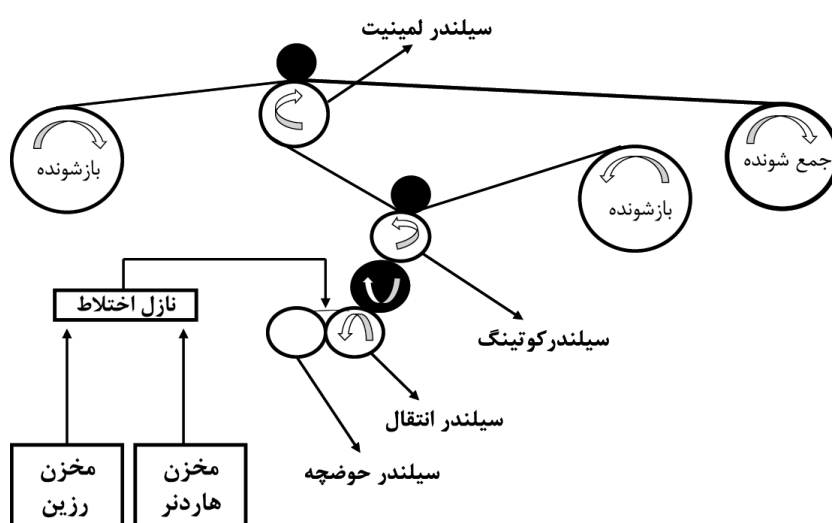 سیلندر لمینیت
بازشونده
جمع شونده
بازشونده
نازل اختلاط
سیلندرکوتینگ
سیلندر انتقال
سیلندر حوضچه
مخزن
هاردنر
مخزن
رزین